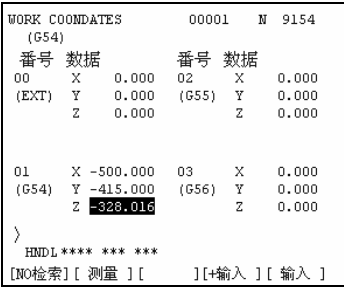 WORK COONDATES 00001 N 9154
(G54)
番号 数据 番号 数据
00 X 0.000 02 X 0.000
(EXT) Y 0.000 (G55) Y 0.000
Z 0.000 Z 0.000
01 X -500.000 03 X 0.000
(G54) Y -415.000 (G56) Y 0.000
Z -328.016 Z 0.000
〉
HNDL **** *** ***
[NO检索] [ 测量 ] [ ] [+输入 ] [ 输入 ]